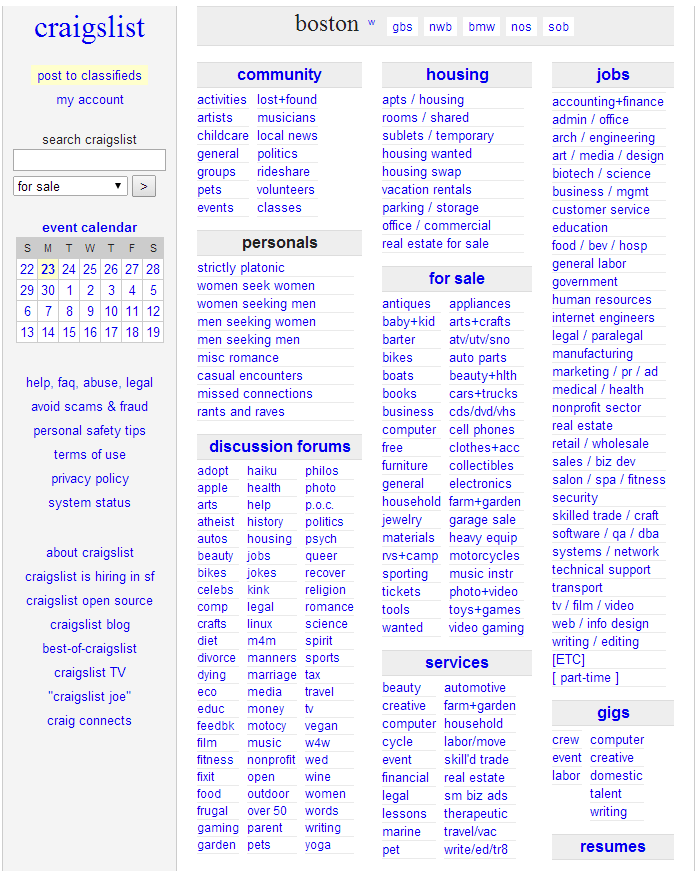 craigslist
post to classifieds
my account
search craigslist
for sale
>
event calendar
S M T W T F S
22 23 24 25 26 27 28
29 30 1 2 3 4 5
6 7 8 9 10 11 12
13 14 15 16 17 18 19
help, faq, abuse, legal
avoid scams & fraud
personal safety tips
terms of use
privacy policy
system status
about craigslist
craigslist is hiring in sf
craigslist open source
craigslist blog
best-of-craigslist
craigslist TV
"craigslist joe"
craig connects
boston w gbs nwb bmw nos sob
community
activities lost+found
artists musicians
childcare local news
general politics
groups rideshare
pets volunteers
events classes
personals
strictly platonic
women seek women
women seeking men
men seeking women
men seeking men
misc romance
casual encounters
missed connections
rants and raves
discussion forums
adopt haiku philos
apple health photo
arts help p.o.c.
atheist history politics
autos housing psych
beauty jobs queer
bikes jokes recover
celebs kink religion
comp legal romance
crafts linux science
diet m4m spirit
divorce manners sports
dying marriage tax
eco media travel
educ money tv
feedbk motocy vegan
film music w4w
fitness nonprofit wed
fixit open wine
food outdoor women
frugal over 50 words
gaming parent writing
garden pets yoga
housing
apts / housing
rooms / shared
sublets / temporary
housing wanted
housing swap
vacation rentals
parking / storage
office / commercial
real estate for sale
for sale
antiques appliances
baby+kid arts+crafts
barter atv/utv/sno
bikes auto parts
boats beauty+hlth
books cars+trucks
business cds/dvd/vhs
computer cell phones
free clothes+acc
furniture collectibles
general electronics
household farm+garden
jewelry garage sale
materials heavy equip
rvs+camp motorcycles
sporting music instr
tickets photo+video
tools toys+games
wanted video gaming
services
beauty automotive
creative farm+garden
computer household
cycle labor/move
event skill'd trade
financial real estate
legal sm biz ads
lessons therapeutic
marine travel/vac
pet write/ed/tr8
jobs
accounting+finance
admin / office
arch / engineering
art / media / design
biotech / science
business / mgmt
customer service
education
food / bev / hosp
general labor
government
human resources
internet engineers
legal / paralegal
manufacturing
marketing / pr / ad
medical / health
nonprofit sector
real estate
retail / wholesale
sales / biz dev
salon / spa / fitness
security
skilled trade / craft
software / qa / dba
systems / network
technical support
transport
tv / film / video
web / info design
writing / editing
[ETC]
[ part-time ]
gigs
crew computer
event creative
labor domestic
talent
writing
resumes